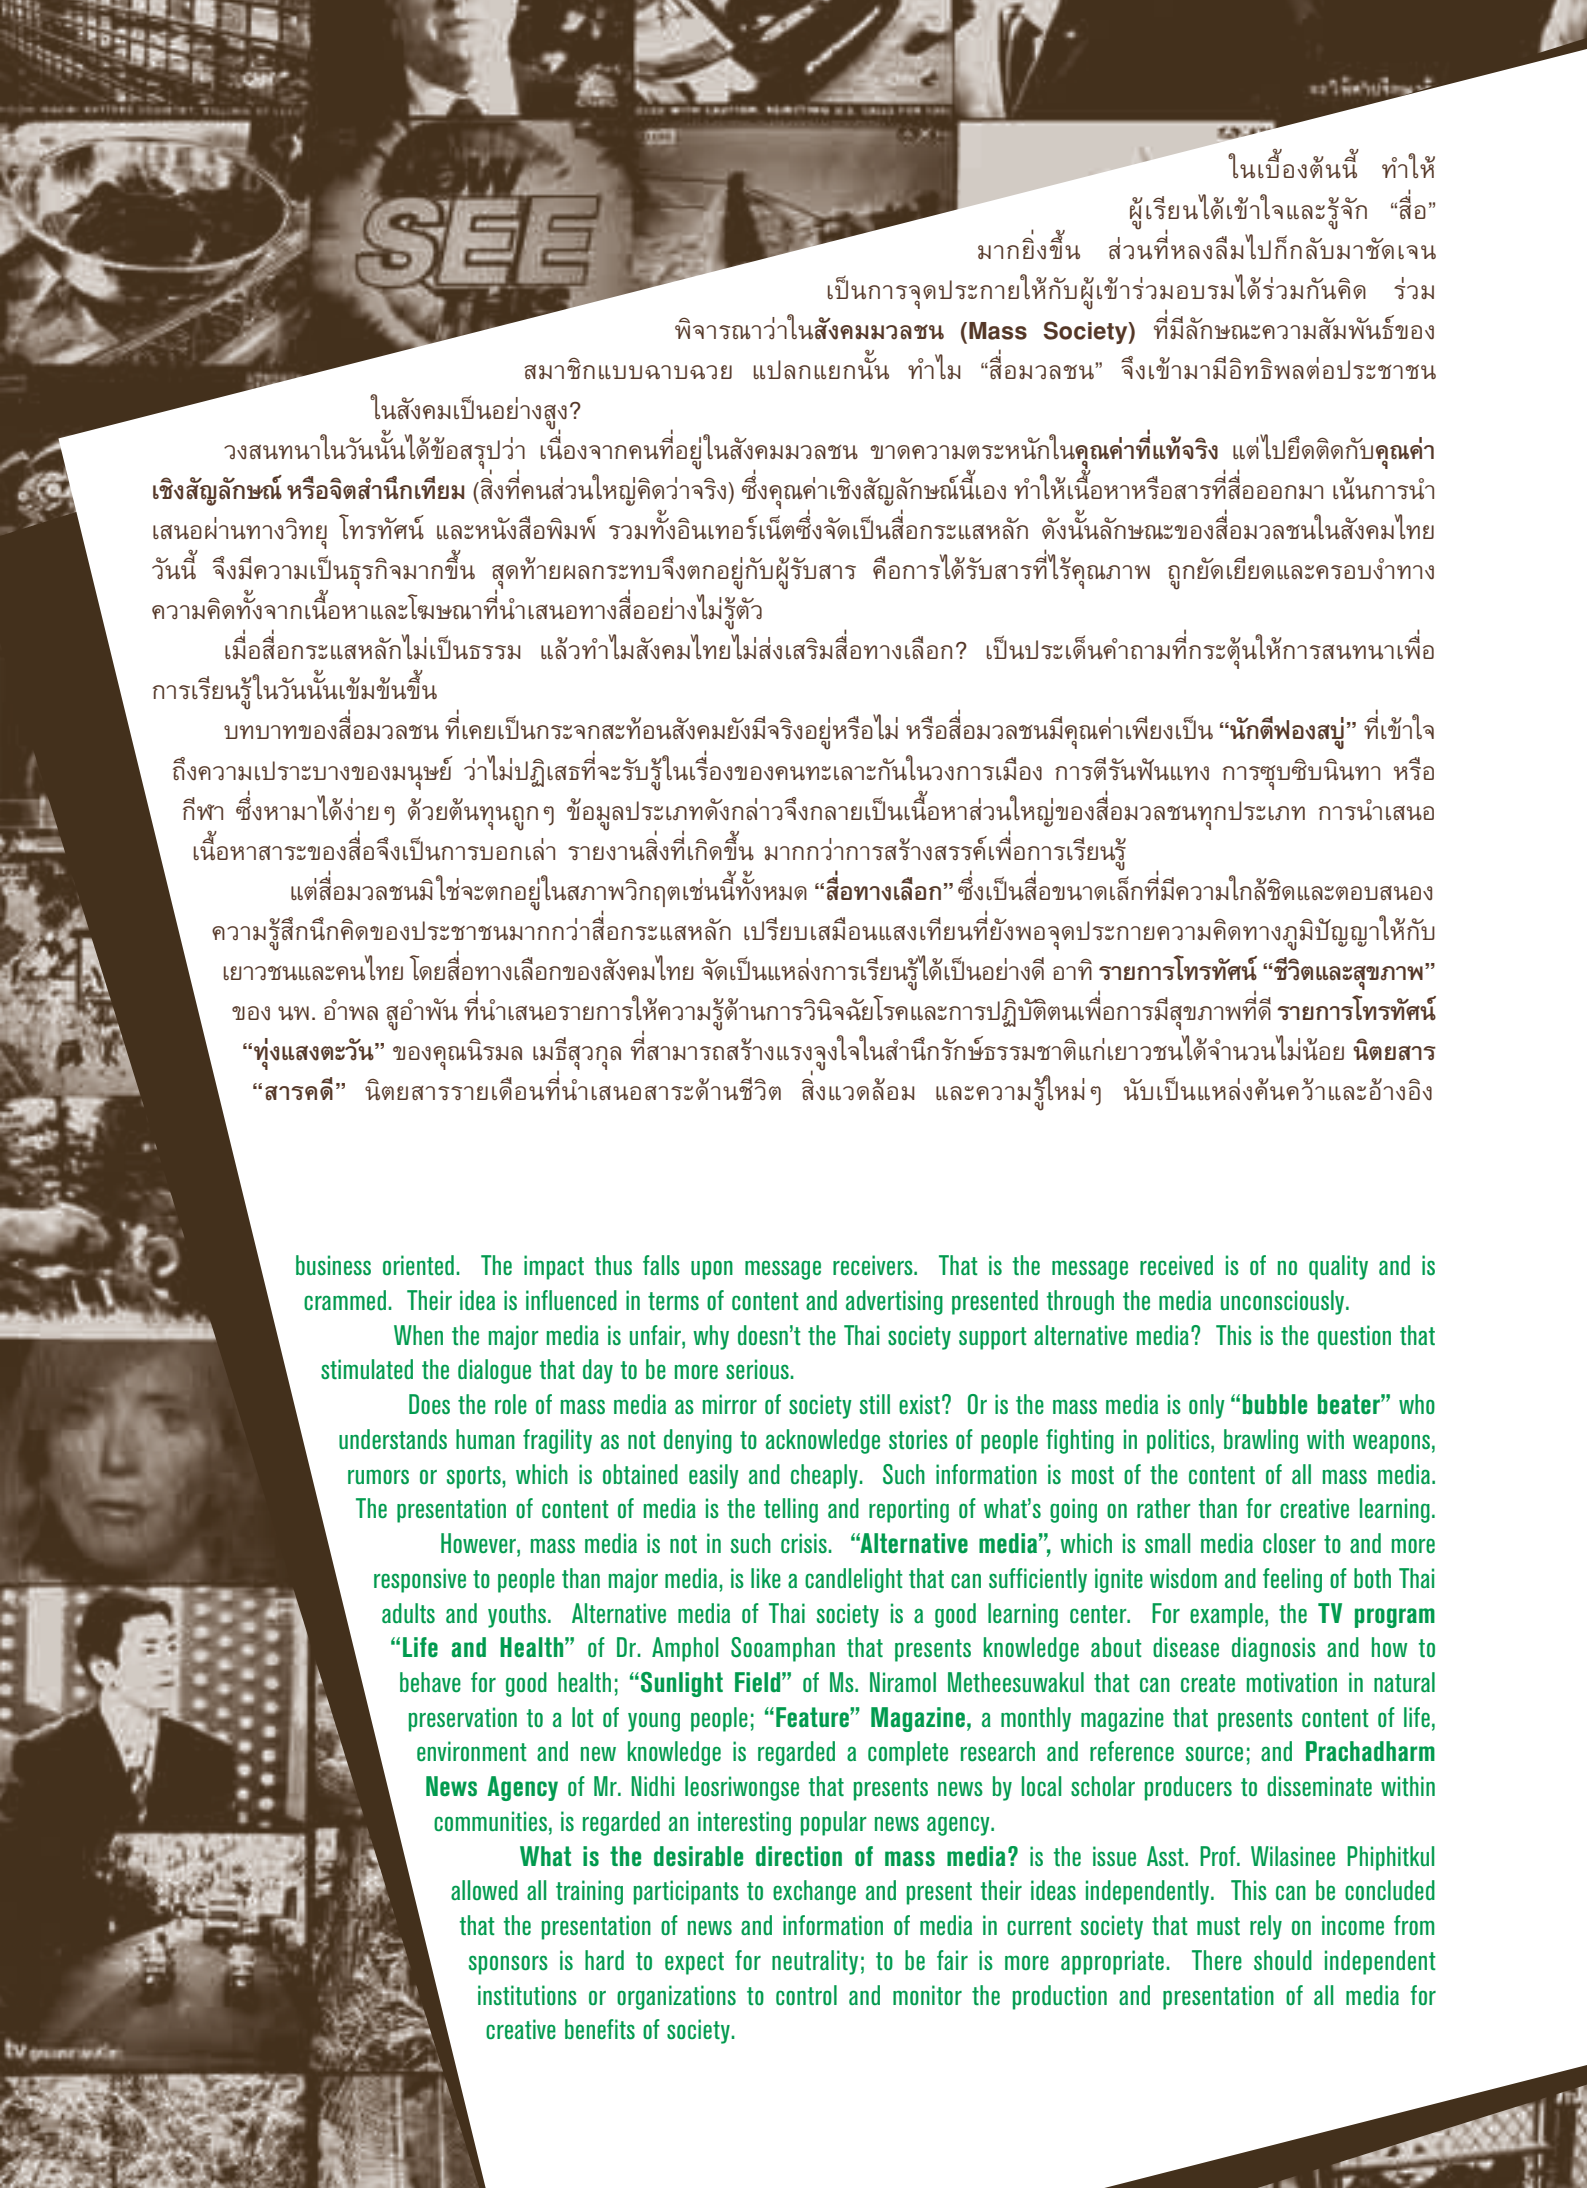 SEE
ในเบื้องต้นนี้ ทำให้
ผู้เรียนได้เข้าใจและรู้จัก “สื่อ”
มากยิ่งขึ้น ส่วนที่หลงลืมไปก็กลับมาชัดเจน
เป็นการจุดประกายให้กับผู้เข้าร่วมอบรมได้ร่วมกันคิด ร่วม
พิจารณาว่าในสังคมมวลชน (Mass Society) ที่มีลักษณะความสัมพันธ์ของ
สมาชิกแบบฉาบฉวย แปลกแยกนั้น ทำไม “สื่อมวลชน” จึงเข้ามามีอิทธิพลต่อประชาชน
ในสังคมเป็นอย่างสูง?
วงสนทนาในวันนั้นได้ข้อสรุปว่า เนื่องจากคนที่อยู่ในสังคมมวลชน ขาดความตระหนักในคุณค่าที่แท้จริง แต่ไปยึดติดกับคุณค่า
เชิงสัญลักษณ์ หรือจิตสำนึกเทียม (สิ่งที่คนส่วนใหญ่คิดว่าจริง) ซึ่งคุณค่าเชิงสัญลักษณ์นี้เอง ทำให้เนื้อหาหรือสารที่สื่อออกมา เน้นการนำ
เสนอผ่านทางวิทยุ โทรทัศน์ และหนังสือพิมพ์ รวมทั้งอินเทอร์เน็ตซึ่งจัดเป็นสื่อกระแสหลัก ดังนั้นลักษณะของสื่อมวลชนในสังคมไทย
วันนี้ จึงมีความเป็นธุรกิจมากขึ้น สุดท้ายผลกระทบจึงตกอยู่กับผู้รับสาร คือการได้รับสารที่ไร้คุณภาพ ถูกยัดเยียดและครอบงำทาง
ความคิดทั้งจากเนื้อหาและโฆษณาที่นำเสนอทางสื่ออย่างไม่รู้ตัว
เมื่อสื่อกระแสหลักไม่เป็นธรรม แล้วทำไมสังคมไทยไม่ส่งเสริมสื่อทางเลือก? เป็นประเด็นคำถามที่กระตุ้นให้การสนทนาเพื่อ
การเรียนรู้ในวันนั้นเข้มข้นขึ้น
บทบาทของสื่อมวลชน ที่เคยเป็นกระจกสะท้อนสังคมยังมีจริงอยู่หรือไม่ หรือสื่อมวลชนมีคุณค่าเพียงเป็น “นักตีฟองสบู่” ที่เข้าใจ
ถึงความเปราะบางของมนุษย์ ว่าไม่ปฏิเสธที่จะรับรู้ในเรื่องของคนทะเลาะกันในวงการเมือง การตีรันฟันแทง การซุบซิบนินทา หรือ
กีฬา ซึ่งหามาได้ง่ายๆ ด้วยต้นทุนถูกๆ ข้อมูลประเภทดังกล่าวจึงกลายเป็นเนื้อหาส่วนใหญ่ของสื่อมวลชนทุกประเภท การนำเสนอ
เนื้อหาสาระของสื่อจึงเป็นการบอกเล่า รายงานสิ่งที่เกิดขึ้น มากกว่าการสร้างสรรค์เพื่อการเรียนรู้
แต่สื่อมวลชนมิใช่จะตกอยู่ในสภาพวิกฤตเช่นนี้ทั้งหมด “สื่อทางเลือก” ซึ่งเป็นสื่อขนาดเล็กที่มีความใกล้ชิดและตอบสนอง
ความรู้สึกนึกคิดของประชาชนมากกว่าสื่อกระแสหลัก เปรียบเสมือนแสงเทียนที่ยังพอจุดประกายความคิดทางภูมิปัญญาให้กับ
เยาวชนและคนไทย โดยสื่อทางเลือกของสังคมไทย จัดเป็นแหล่งการเรียนรู้ได้เป็นอย่างดี อาทิ รายการโทรทัศน์ “ชีวิตและสุขภาพ”
ของ นพ. อำพล สูอำพัน ที่นำเสนอรายการให้ความรู้ด้านการวินิจฉัยโรคและการปฏิบัติตนเพื่อการมีสุขภาพที่ดี รายการโทรทัศน์
“ทุ่งแสงตะวัน” ของคุณนิรมล เมธีสุวกุล ที่สามารถสร้างแรงจูงใจในสำนึกรักษ์ธรรมชาติแก่เยาวชนได้จำนวนไม่น้อย นิตยสาร
“สารคดี” นิตยสารรายเดือนที่นำเสนอสาระด้านชีวิต สิ่งแวดล้อม และความรู้ใหม่ๆ นับเป็นแหล่งค้นคว้าและอ้างอิง
business oriented. The impact thus falls upon message receivers. That is the message received is of no quality and is
crammed. Their idea is influenced in terms of content and advertising presented through the media unconsciously.
When the major media is unfair, why doesn’t the Thai society support alternative media? This is the question that
stimulated the dialogue that day to be more serious.
Does the role of mass media as mirror of society still exist? Or is the mass media is only “bubble beater” who
understands human fragility as not denying to acknowledge stories of people fighting in politics, brawling with weapons,
rumors or sports, which is obtained easily and cheaply. Such information is most of the content of all mass media.
The presentation of content of media is the telling and reporting of what’s going on rather than for creative learning.
However, mass media is not in such crisis. “Alternative media”, which is small media closer to and more
responsive to people than major media, is like a candlelight that can sufficiently ignite wisdom and feeling of both Thai
adults and youths. Alternative media of Thai society is a good learning center. For example, the TV program
“Life and Health” of Dr. Amphol Sooamphan that presents knowledge about disease diagnosis and how to
behave for good health; “Sunlight Field” of Ms. Niramol Metheesuwakul that can create motivation in natural
preservation to a lot of young people; “Feature” Magazine, a monthly magazine that presents content of life,
environment and new knowledge is regarded a complete research and reference source; and Prachadharm
News Agency of Mr. Nidhi Ieosriwongse that presents news by local scholar producers to disseminate within
communities, is regarded an interesting popular news agency.
What is the desirable direction of mass media? is the issue Asst. Prof. Wilasinee Phiphitkul
allowed all training participants to exchange and present their ideas independently. This can be concluded
that the presentation of news and information of media in current society that must rely on income from
sponsors is hard to expect for neutrality; to be fair is more appropriate. There should independent
institutions or organizations to control and monitor the production and presentation of all media for
creative benefits of society.
tv